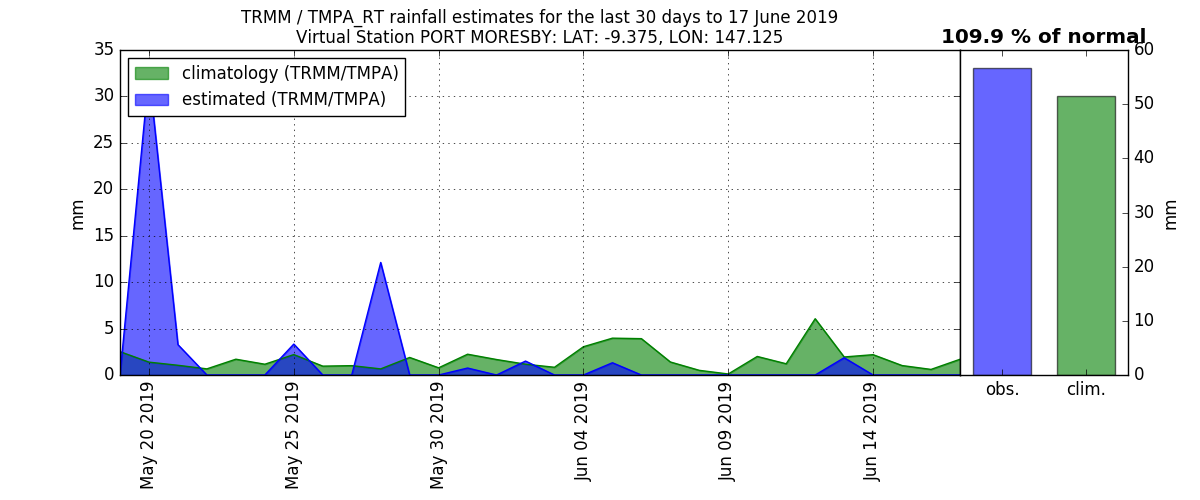 TRMM / TMPA_RT rainfall estimates for the last 30 days to 17 June 2019
Virtual Station PORT MORESBY: LAT: -9.375, LON: 147.125
109.9 % of normal
climatology (TRMM/TMPA)
estimated (TRMM/TMPA)
35
30
25
20
15
10
5
0
mm
May 20 2019
May 25 2019
May 30 2019
Jun 04 2019
Jun 09 2019
Jun 14 2019
obs.
clim.
60
50
40
30
20
10
0
mm